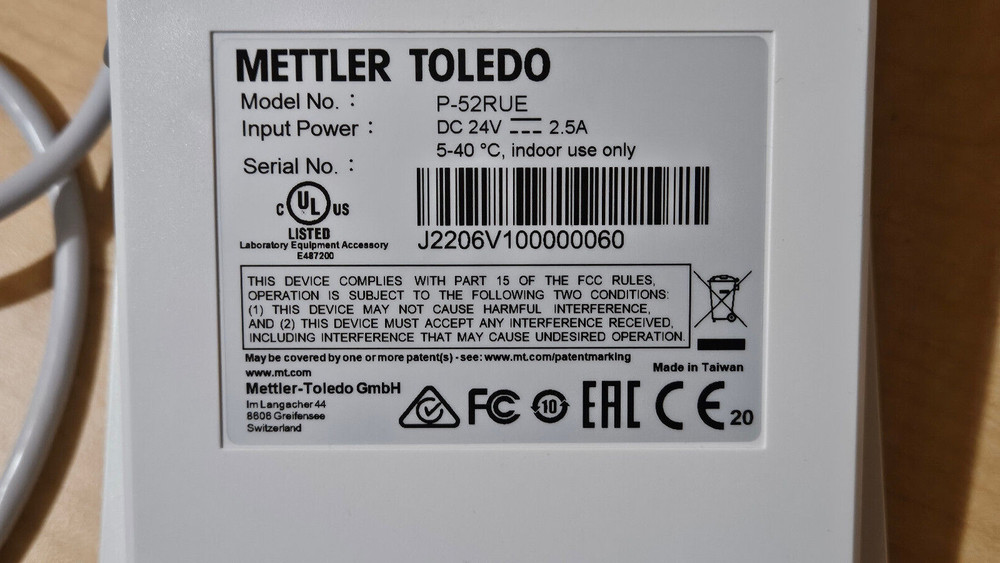 METTLER TOLEDO
Model No. : P-52RUE
Input Power : DC 24V 2.5A
5-40 °C, indoor use only
Serial No. :
J2206V100000060
C UL US
LISTED
Laboratory Equipment Accessory
E487200
THIS DEVICE COMPLIES WITH PART 15 OF THE FCC RULES,
OPERATION IS SUBJECT TO THE FOLLOWING TWO CONDITIONS:
(1) THIS DEVICE MAY NOT CAUSE HARMFUL INTERFERENCE,
AND (2) THIS DEVICE MUST ACCEPT ANY INTERFERENCE RECEIVED,
INCLUDING INTERFERENCE THAT MAY CAUSE UNDESIRED OPERATION.
May be covered by one or more patent(s) - see: www.mt.com/patentmarking
www.mt.com
Made in Taiwan
Mettler-Toledo GmbH
Im Langacher 44
8606 Greifensee
Switzerland
FC 10 EAC CE 20